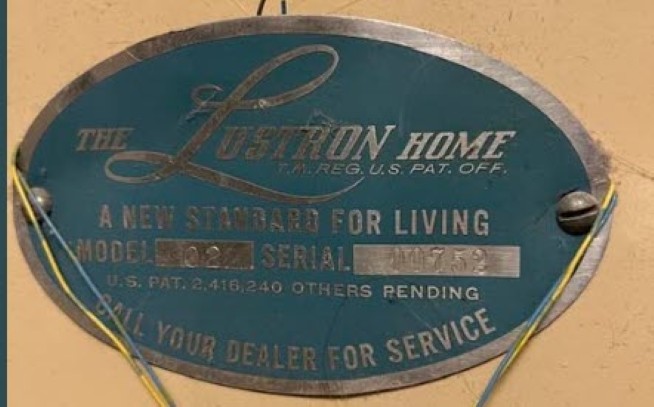 THE LUSTRON HOME
T.M. REG. U.S. PAT. OFF.
A NEW STANDARD FOR LIVING
MODEL 02 SERIAL 00752
U.S. PAT. 2,416,240 OTHERS PENDING
CALL YOUR DEALER FOR SERVICE